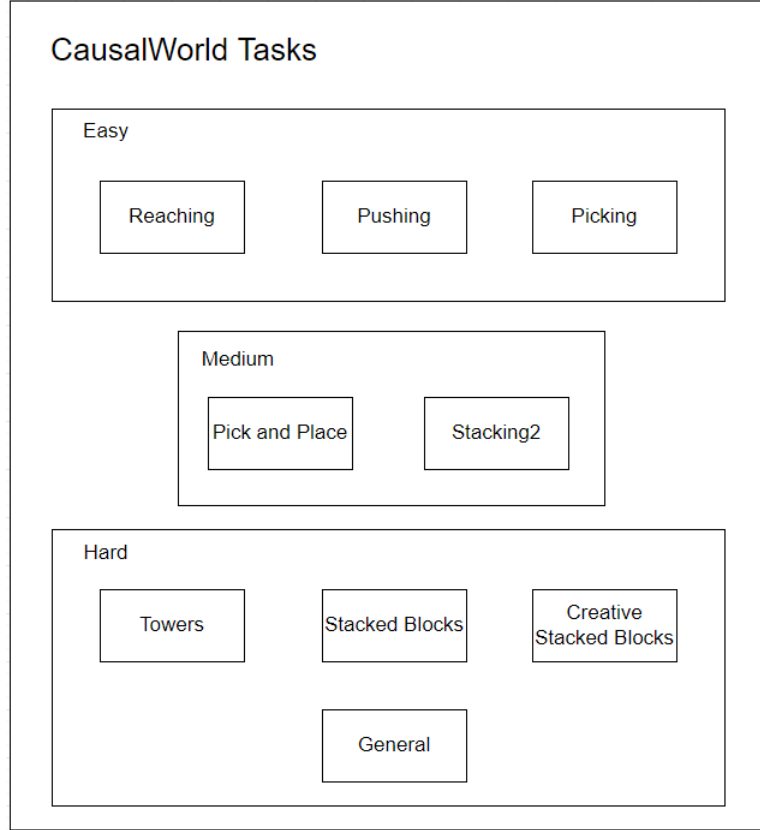 CausalWorld Tasks
Easy
Reaching
Pushing
Picking
Medium
Pick and Place
Stacking2
Hard
Towers
Stacked Blocks
Creative
Stacked Blocks
General